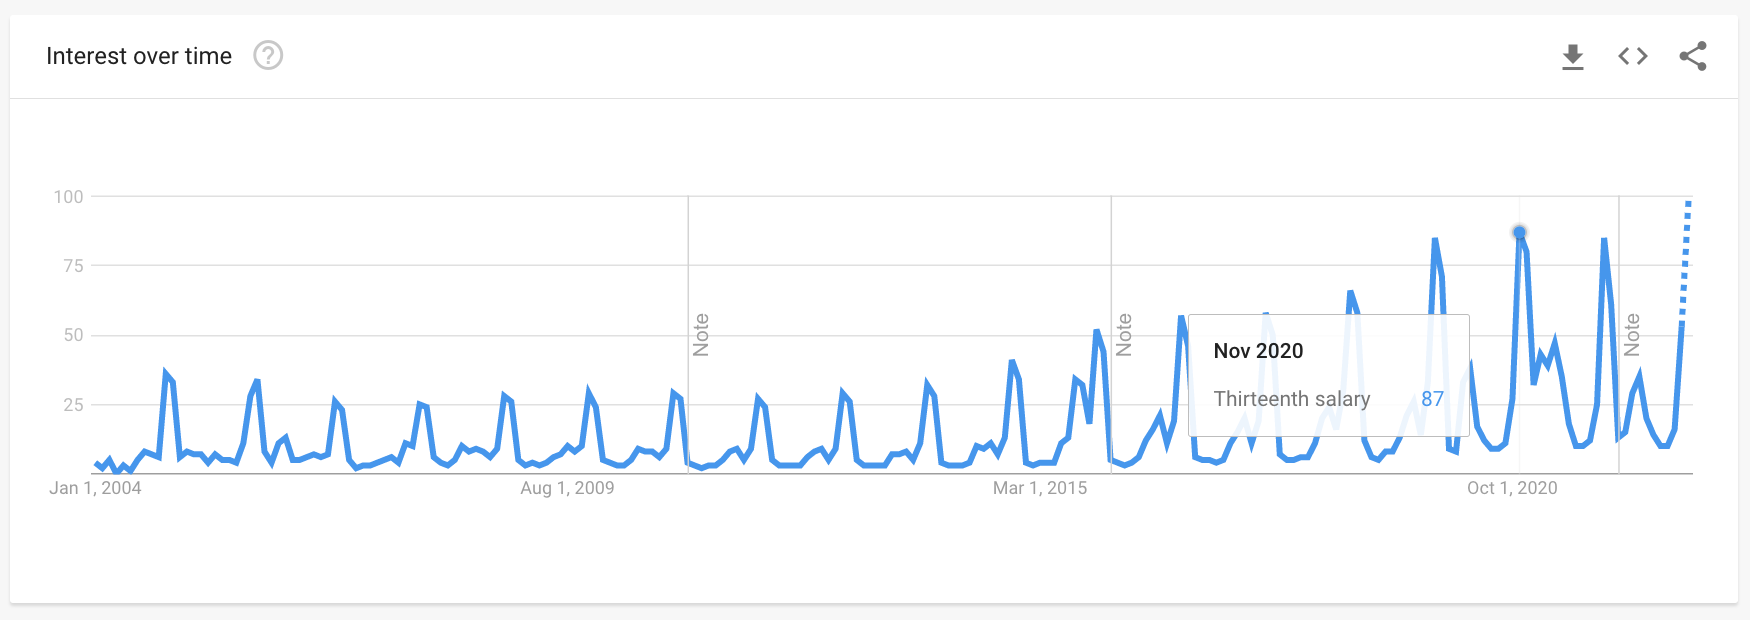 Interest over time ?
100
75
50
25
Note
Note
Note
Nov 2020
Thirteenth salary 87
Jan 1, 2004
Aug 1, 2009
Mar 1, 2015
Oct 1, 2020